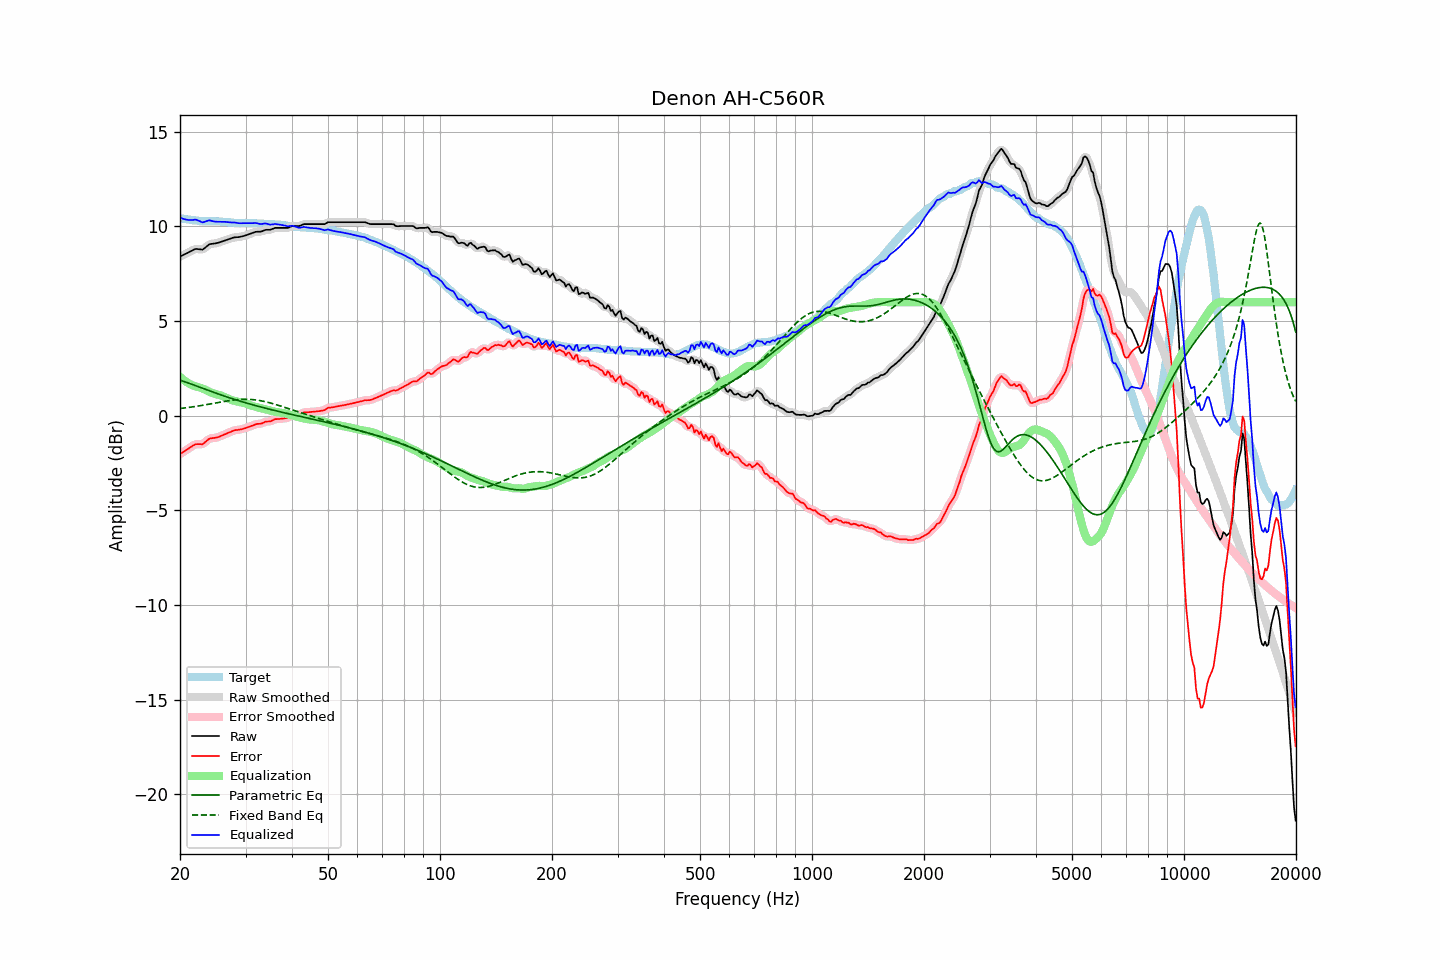 Denon AH-C560R
Amplitude (dBr)
15
10
5
0
−5
−10
−15
−20
Target
Raw Smoothed
Error Smoothed
Raw
Error
Equalization
Parametric Eq
Fixed Band Eq
Equalized
20 50 100 200 500 1000 2000 5000 10000 20000
Frequency (Hz)